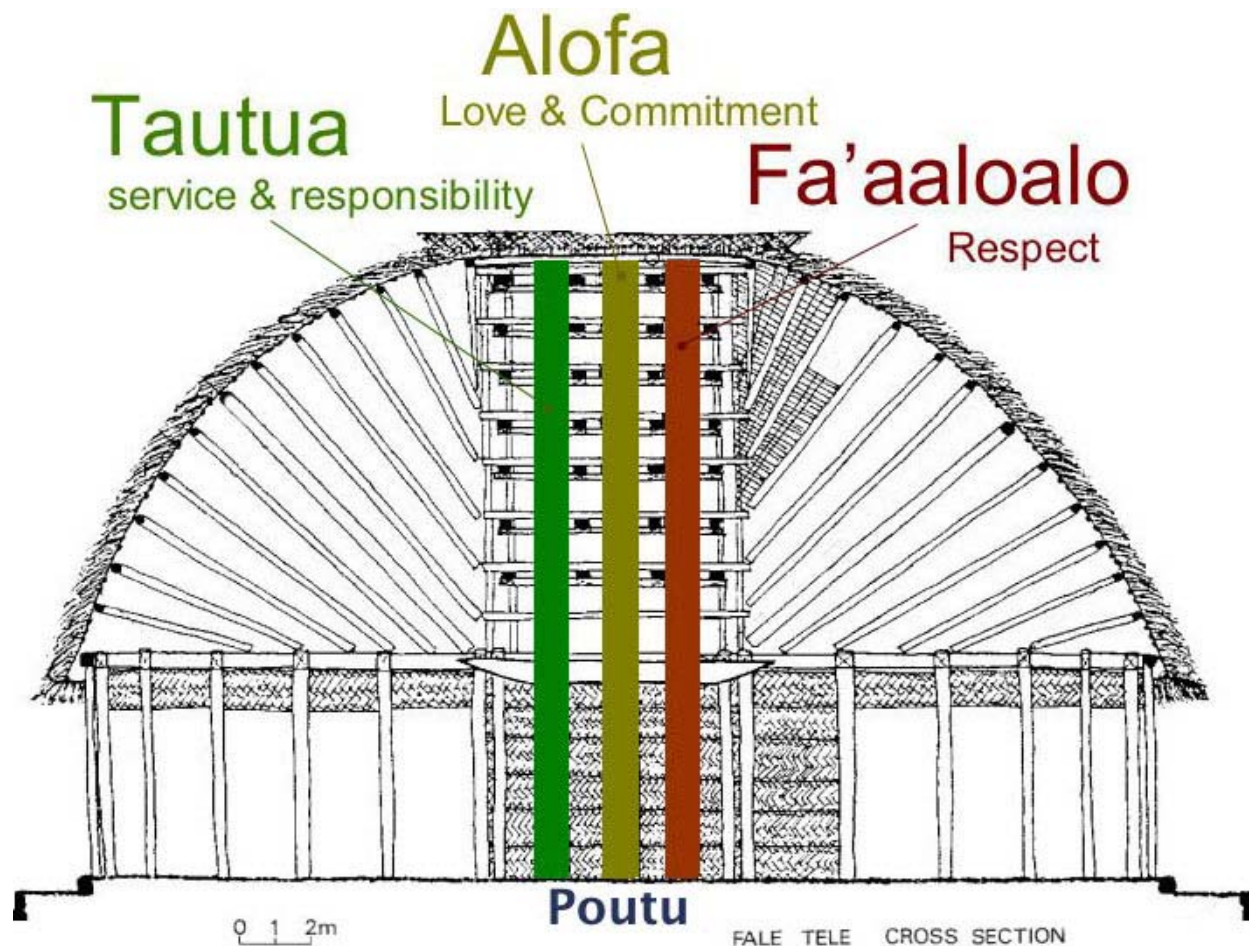 Alofa
Love & Commitment
Tautua
service & responsibility
Fa’aaloalo
Respect
Poutu
0 1 2m
FALE TELE CROSS SECTION